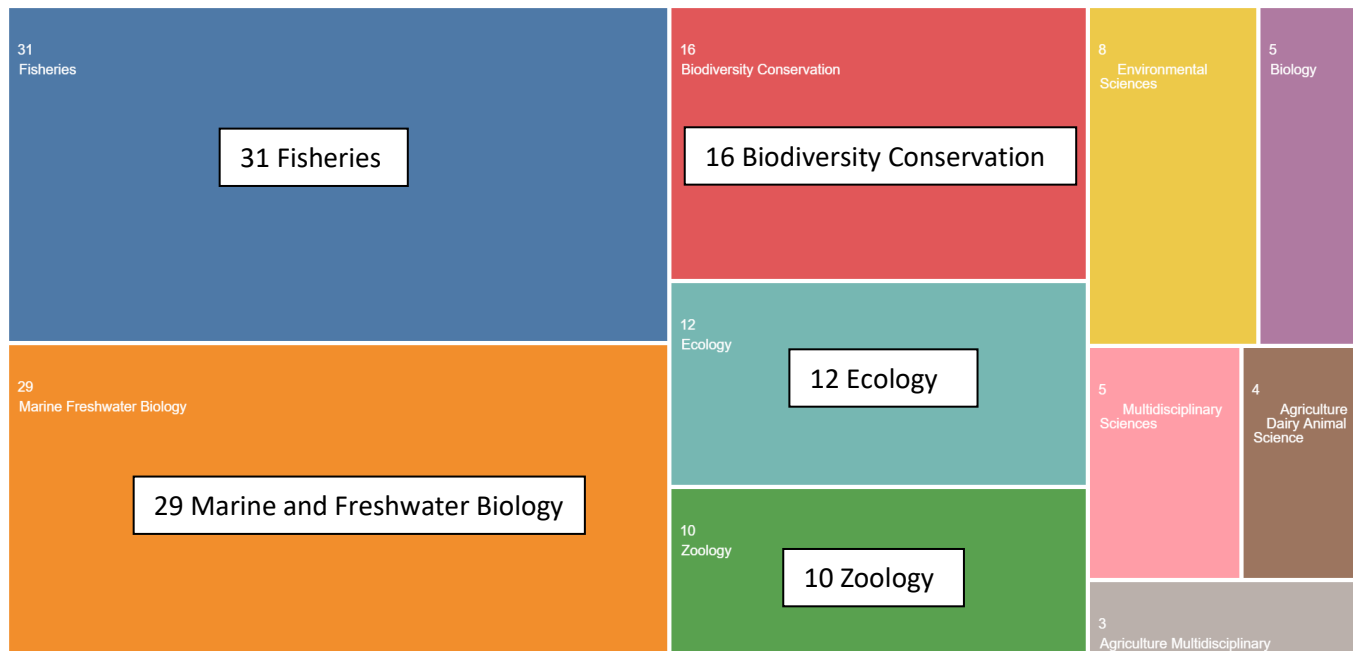 31
Fisheries
31 Fisheries
29
Marine Freshwater Biology
29 Marine and Freshwater Biology
16
Biodiversity Conservation
16 Biodiversity Conservation
12
Ecology
12 Ecology
10
Zoology
10 Zoology
8
Environmental
Sciences
5
Biology
5
Multidisciplinary
Sciences
4
Agriculture
Dairy Animal
Science
3
Agriculture Multidisciplinary